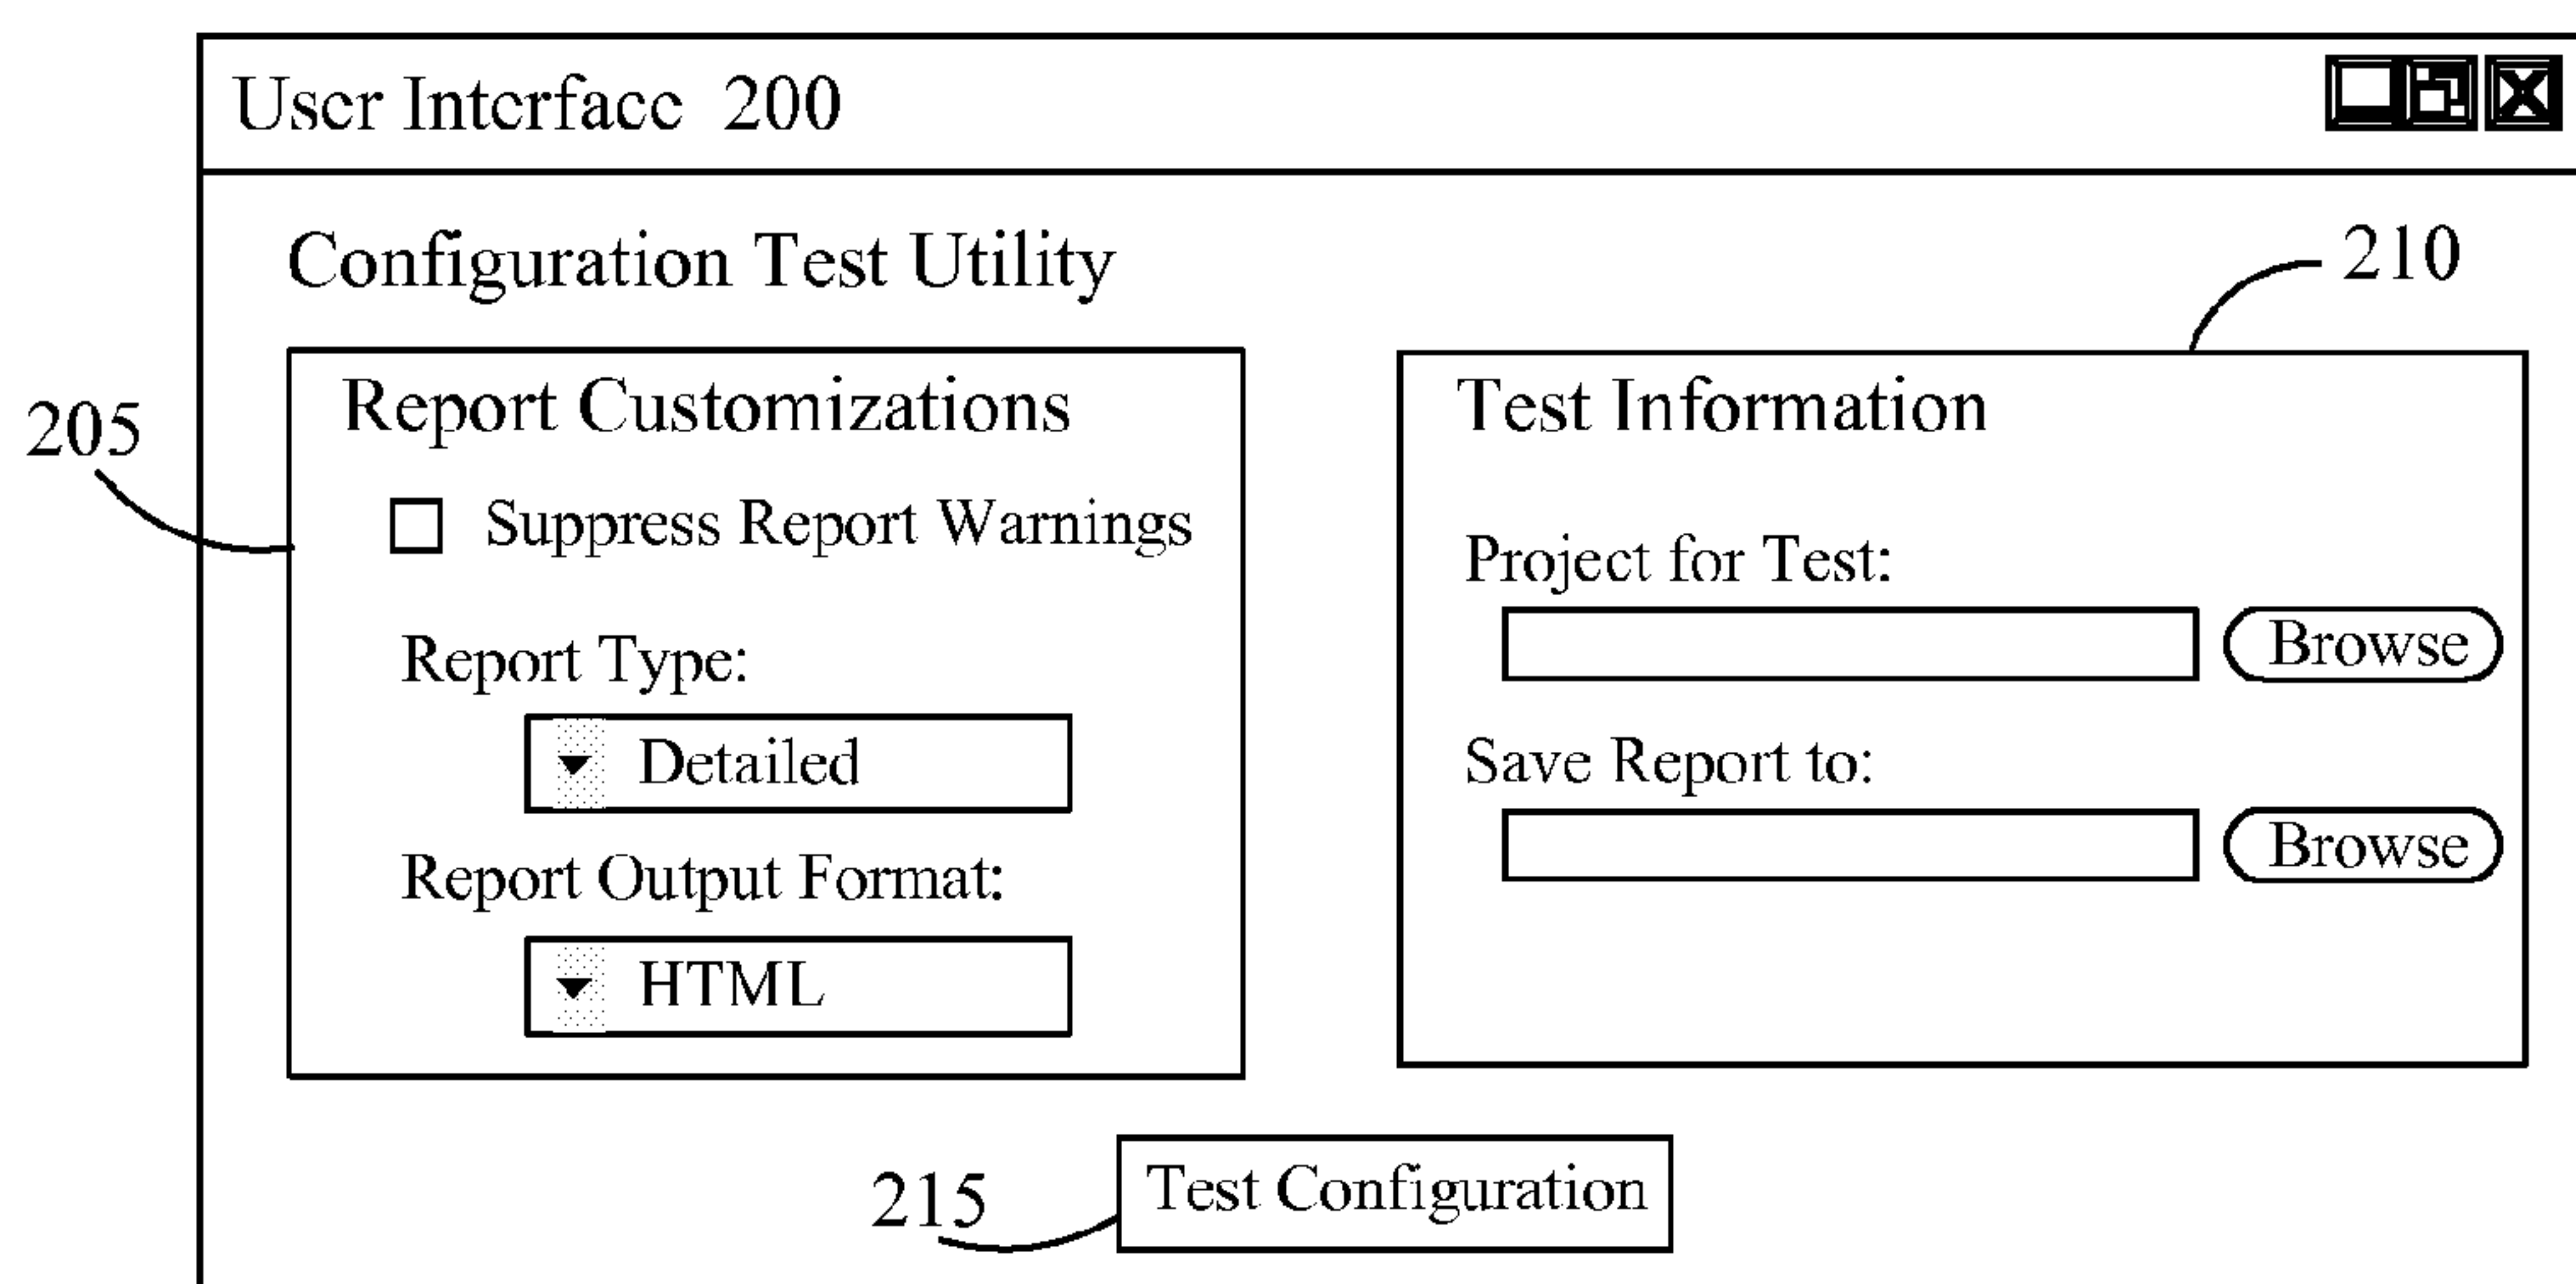 User Interface 200
Configuration Test Utility
210
205
Report Customizations
Suppress Report Warnings
Report Type:
Detailed
Report Output Format:
HTML
Test Information
Project for Test:
Browse
Save Report to:
Browse
215
Test Configuration